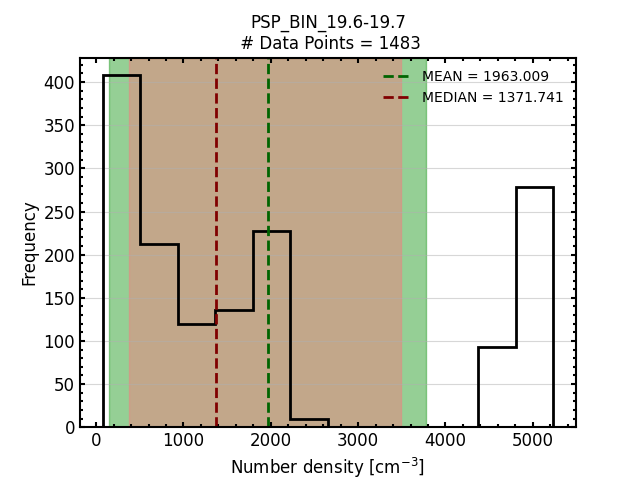 PSP_BIN_19.6-19.7
# Data Points = 1483
MEAN = 1963.009
MEDIAN = 1371.741
Frequency
400
350
300
250
200
150
100
50
0
0 1000 2000 3000 4000 5000
Number density [cm⁻³]